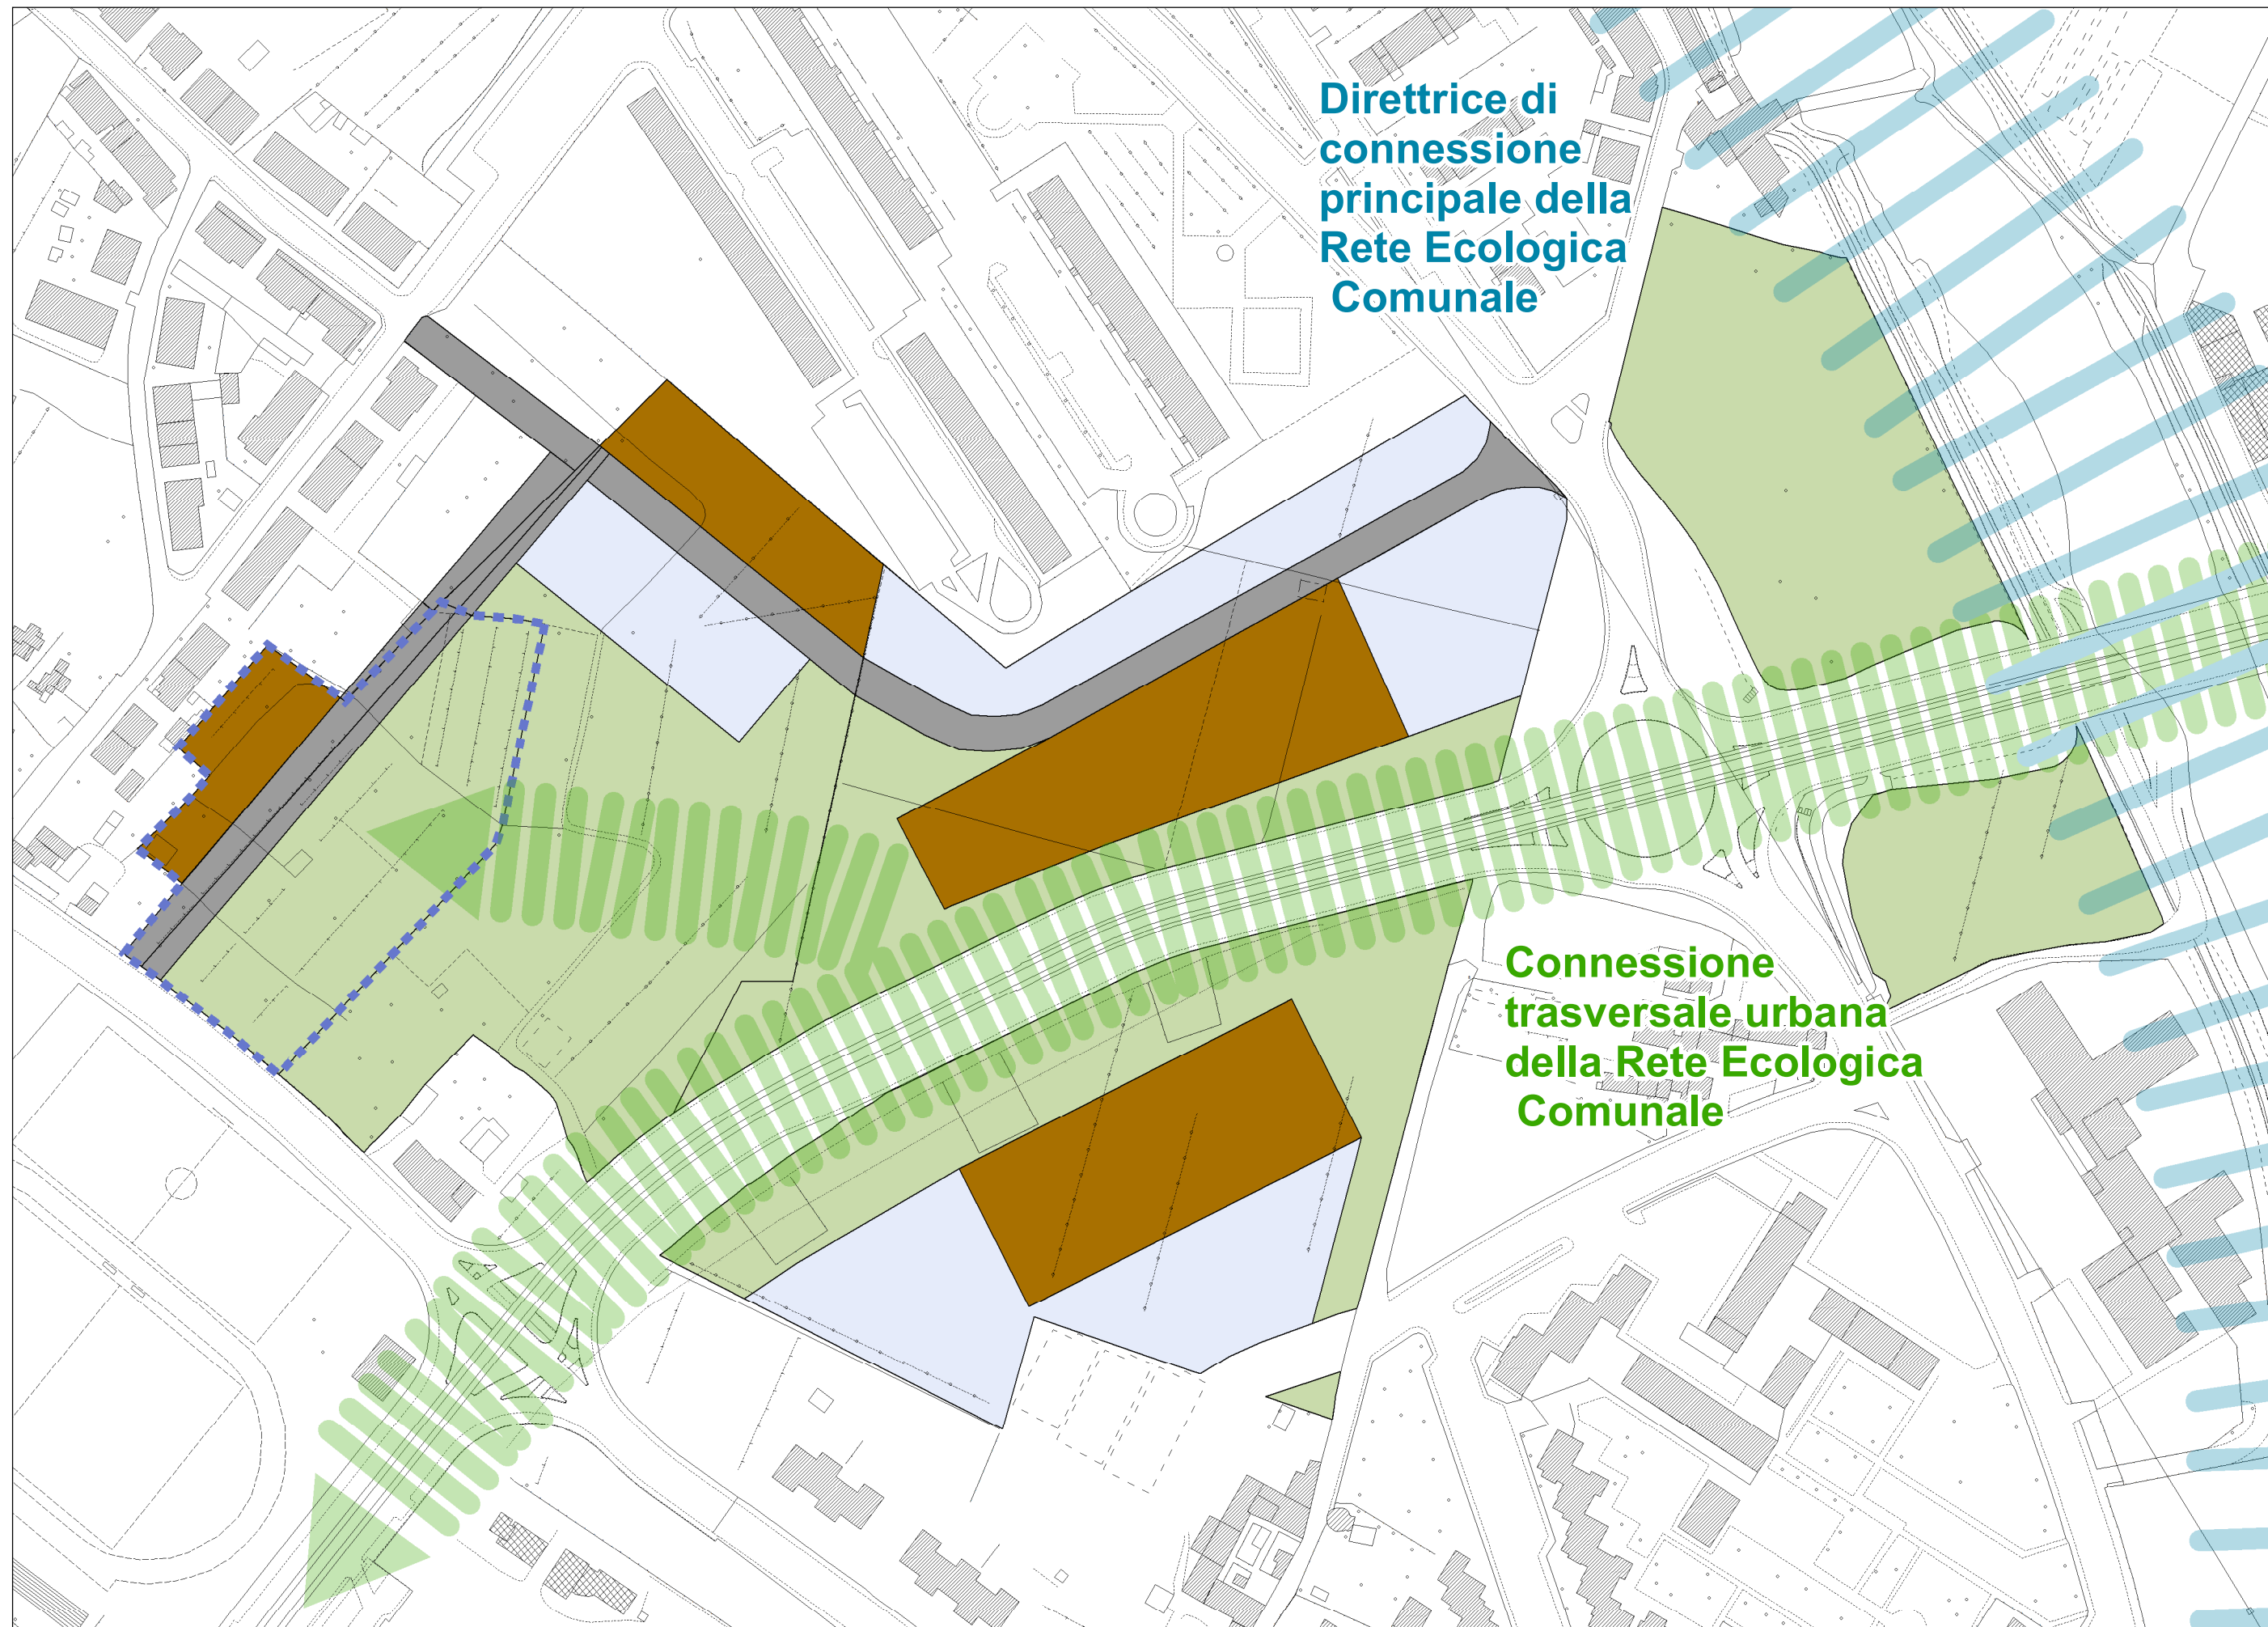 Direttrice di
connessione
principale della
Rete Ecologica
Comunale
Connessione
trasversale urbana
della Rete Ecologica
Comunale